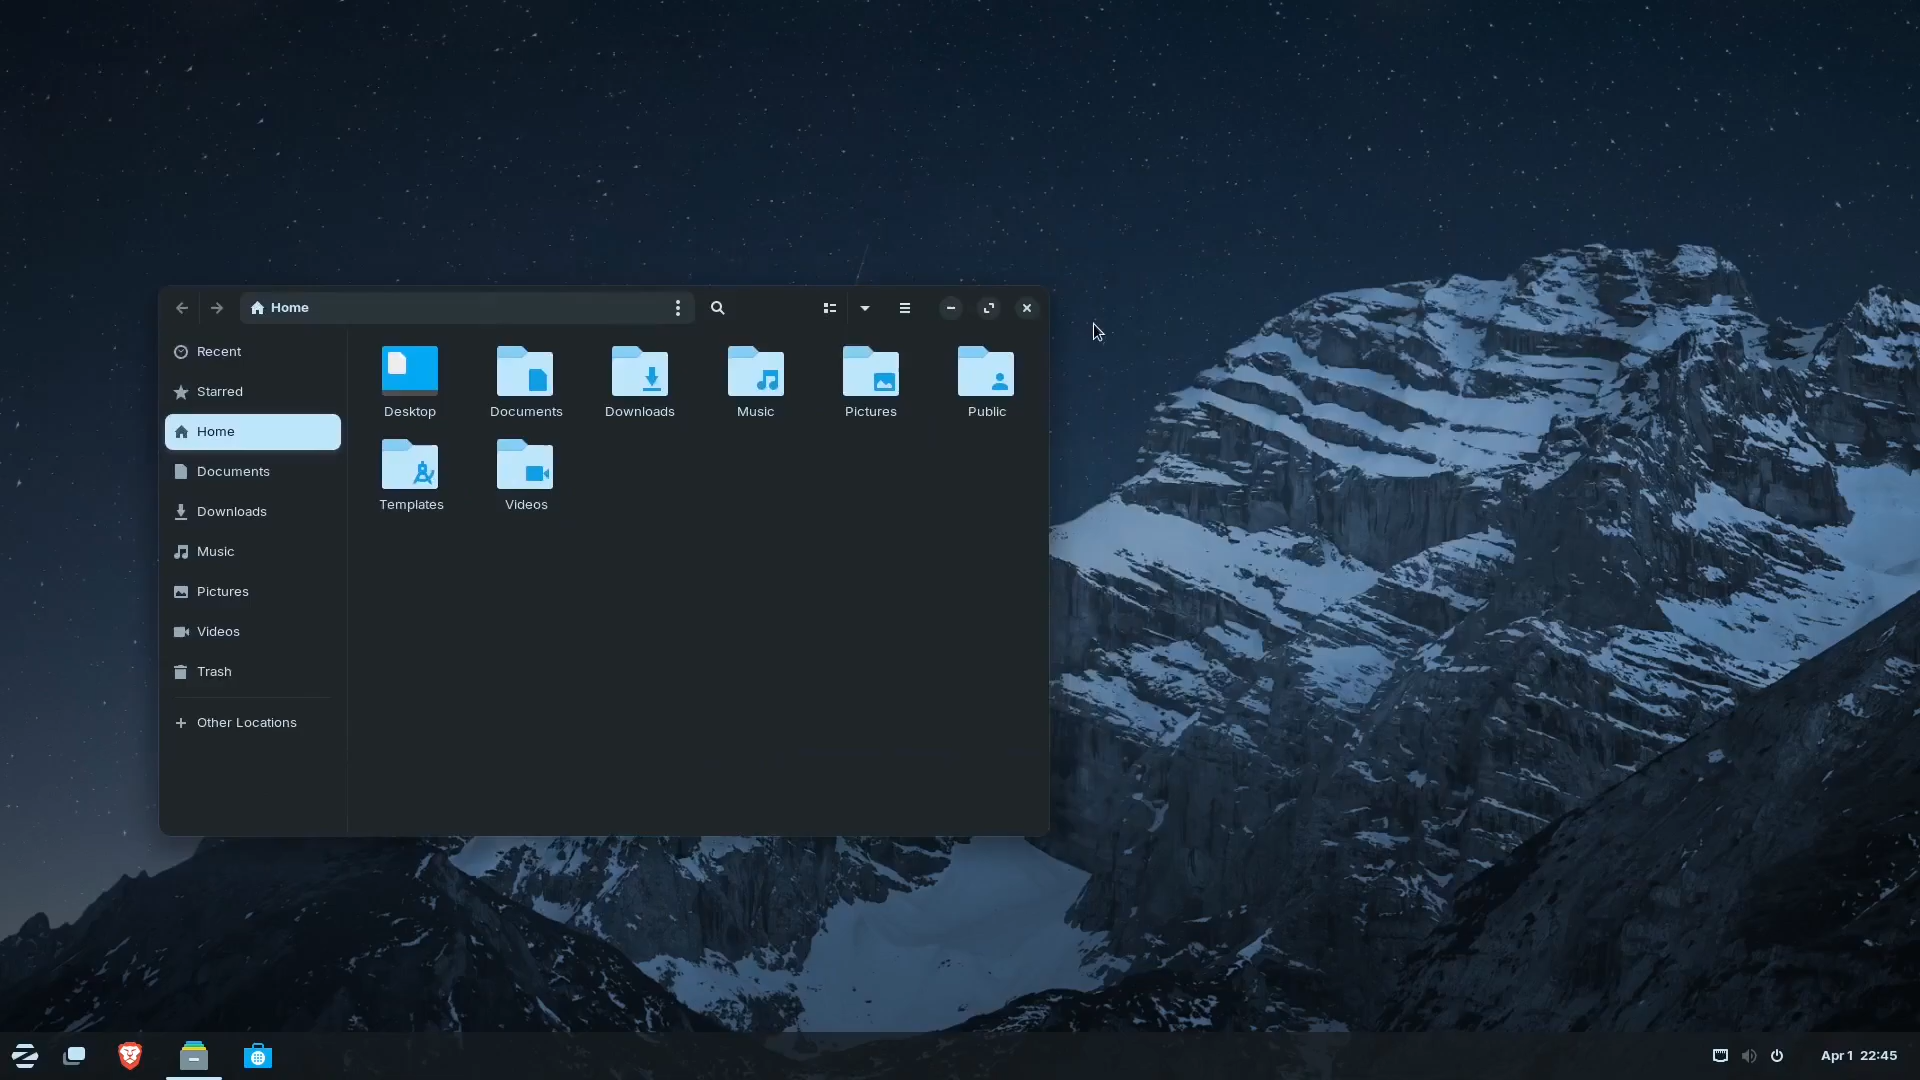 Home
Recent
Starred
Home
Documents
Downloads
Music
Pictures
Videos
Trash
Other Locations
Desktop
Documents
Downloads
Music
Pictures
Public
Templates
Videos
Apr 1 22:45